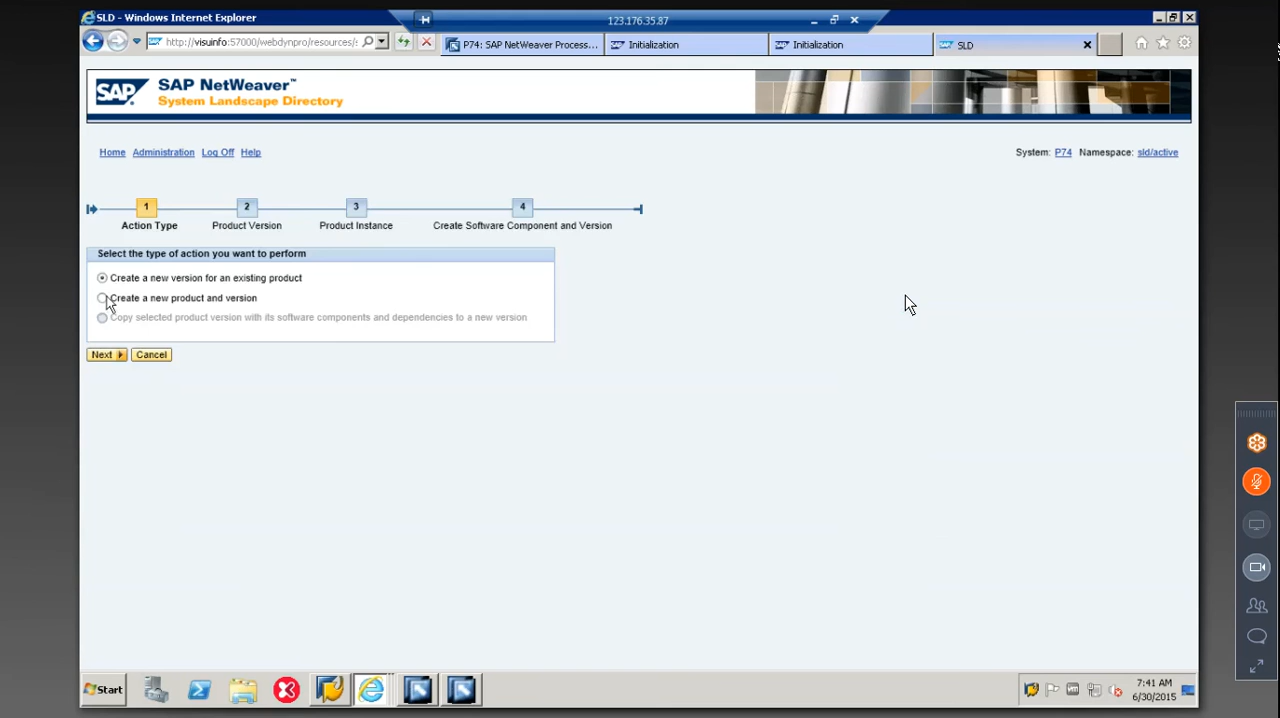 SLD - Windows Internet Explorer
123.176.35.87
http://visuinfo:57000/webdynpro/resources/
P74: SAP NetWeaver Process...
Initialization
Initialization
SLD
SAP
SAP NetWeaver™
System Landscape Directory
Home Administration Log Off Help
System: P74 Namespace: sld/active
1 2 3 4
Action Type Product Version Product Instance Create Software Component and Version
Select the type of action you want to perform
Create a new version for an existing product
Create a new product and version
Copy selected product version with its software components and dependencies to a new version
Next Cancel
Start
7:41 AM
6/30/2015